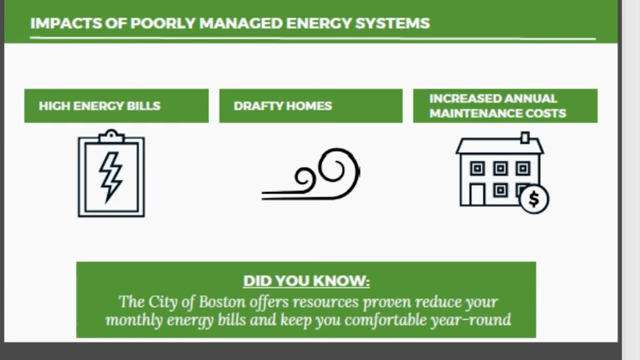 IMPACTS OF POORLY MANAGED ENERGY SYSTEMS
HIGH ENERGY BILLS
DRAFTY HOMES
INCREASED ANNUAL
MAINTENANCE COSTS
$
DID YOU KNOW:
The City of Boston offers resources proven reduce your
monthly energy bills and keep you comfortable year-round